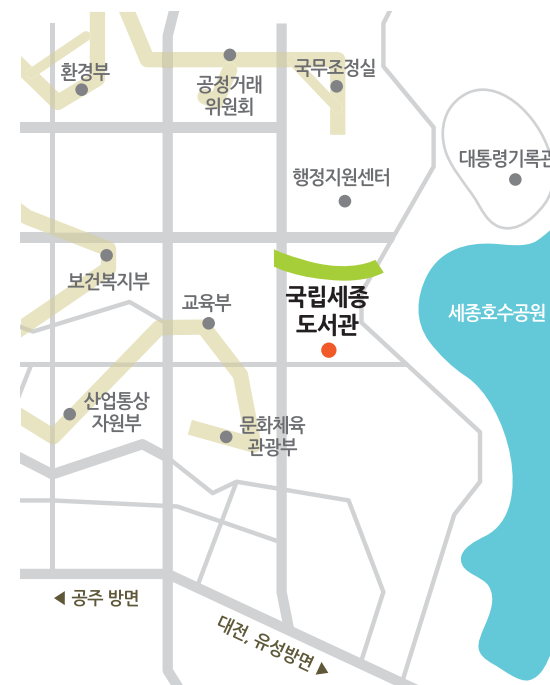 환경부
공정거래
위원회
국무조정실
대통령기록관
행정지원센터
보건복지부
국립세종
도서관
교육부
세종호수공원
산업통상
자원부
문화체육
관광부
◀ 공주 방면
대전, 유성방면 ▶